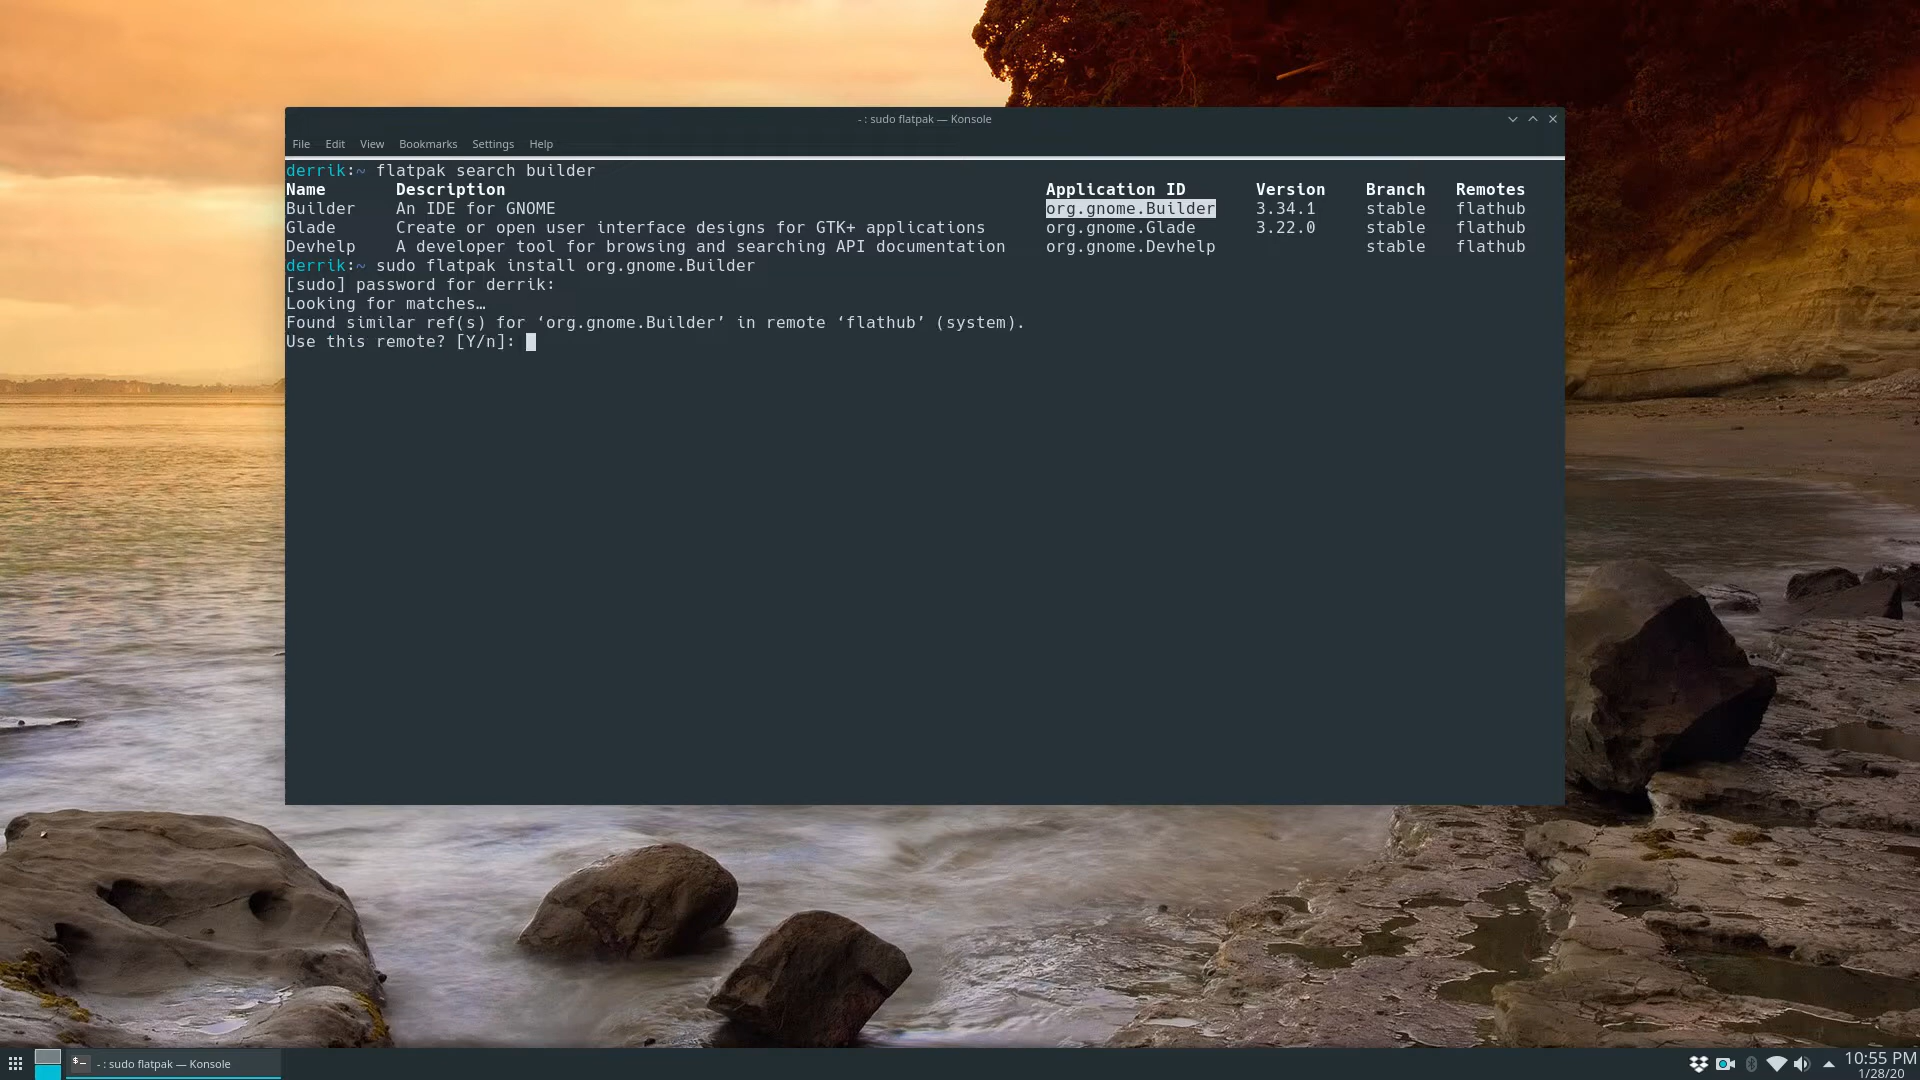 - : sudo flatpak — Konsole
File Edit View Bookmarks Settings Help
derrik:~ flatpak search builder
Name Description Application ID Version Branch Remotes
Builder An IDE for GNOME org.gnome.Builder 3.34.1 stable flathub
Glade Create or open user interface designs for GTK+ applications org.gnome.Glade 3.22.0 stable flathub
Devhelp A developer tool for browsing and searching API documentation org.gnome.Devhelp stable flathub
derrik:~ sudo flatpak install org.gnome.Builder
[sudo] password for derrik:
Looking for matches…
Found similar ref(s) for ‘org.gnome.Builder’ in remote ‘flathub’ (system).
Use this remote? [Y/n]:
- : sudo flatpak — Konsole
10:55 PM
1/28/20